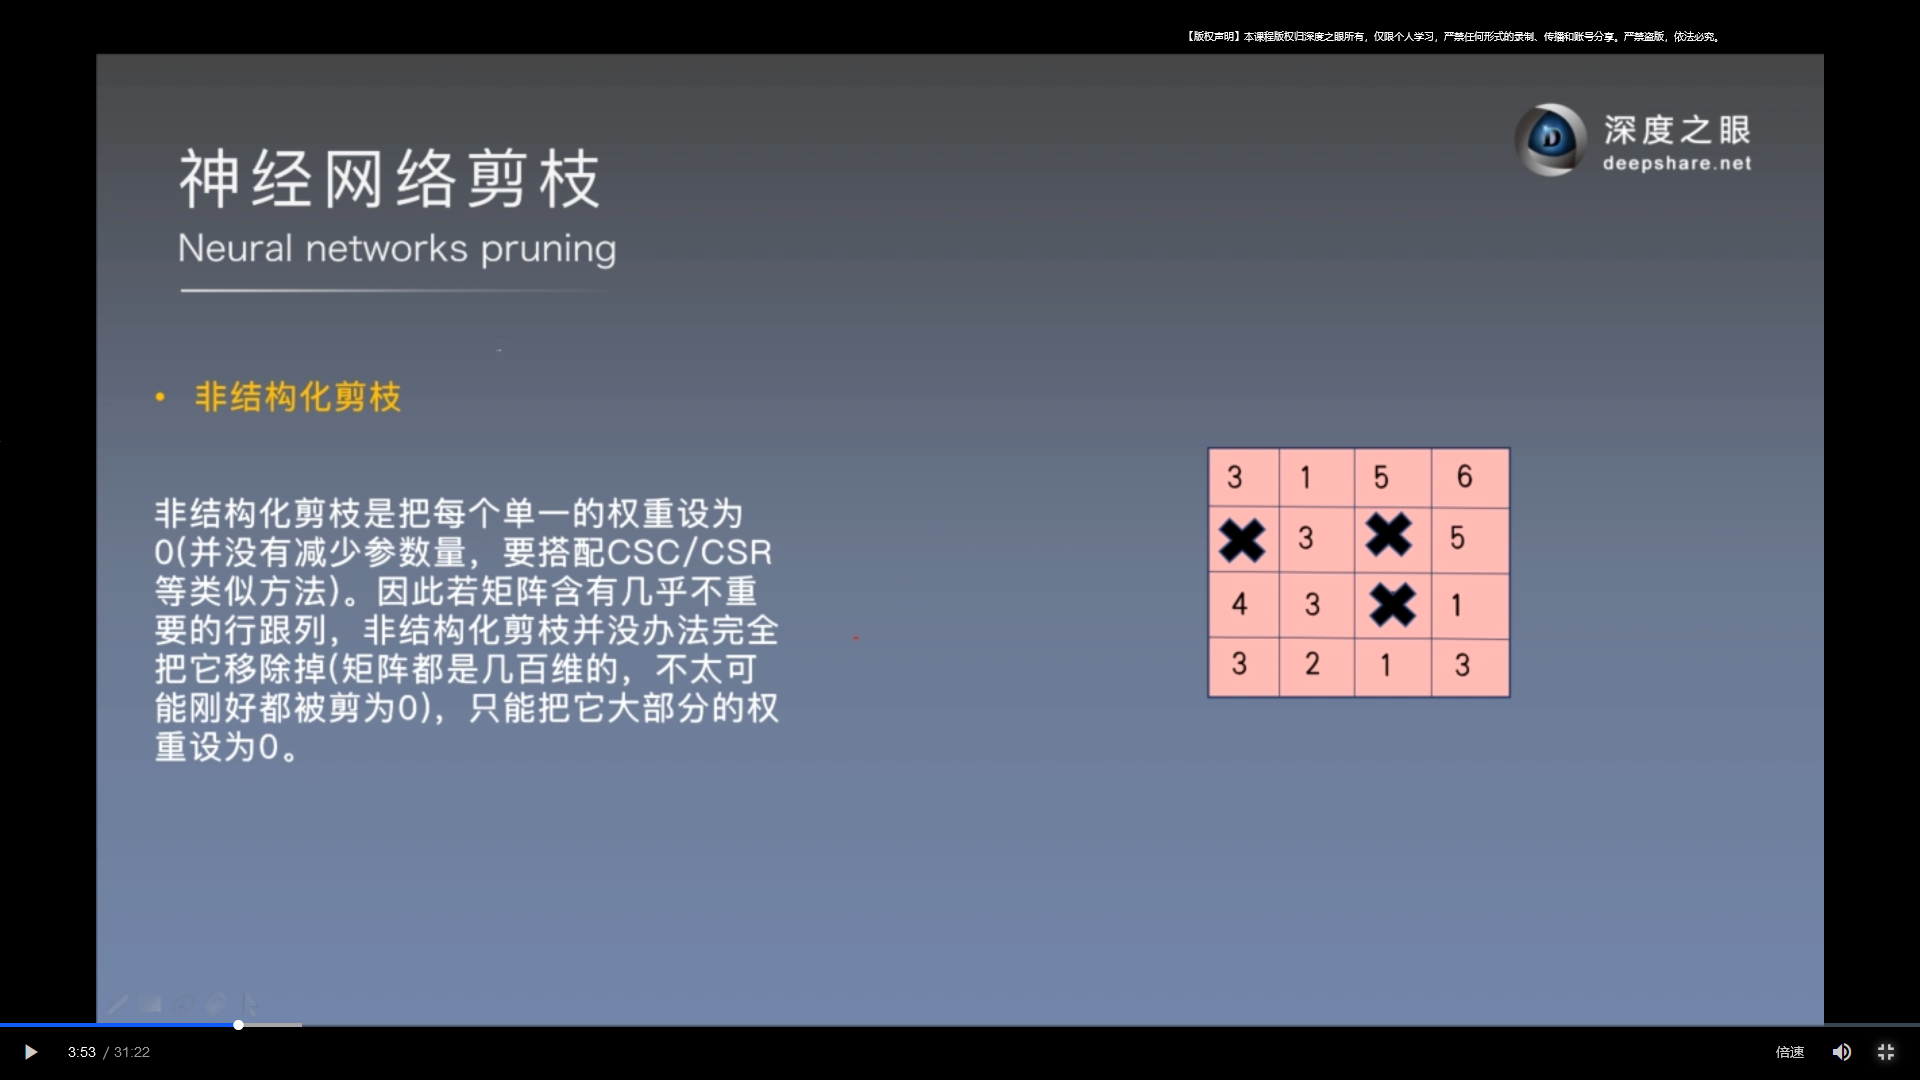 【版权声明】本课程版权归深度之眼所有，仅限个人学习，严禁任何形式的录制、传播和账号分享。严禁盗版，依法必究。
深度之眼
deepshare.net
神经网络剪枝
Neural networks pruning
• 非结构化剪枝
非结构化剪枝是把每个单一的权重设为
0(并没有减少参数量，要搭配CSC/CSR
等类似方法)。因此若矩阵含有几乎不重
要的行跟列，非结构化剪枝并没办法完全
把它移除掉(矩阵都是几百维的，不太可
能刚好都被剪为0)，只能把它大部分的权
重设为0。
3 1 5 6
3 5
4 3 1
3 2 1 3
3:53 / 31:22
倍速